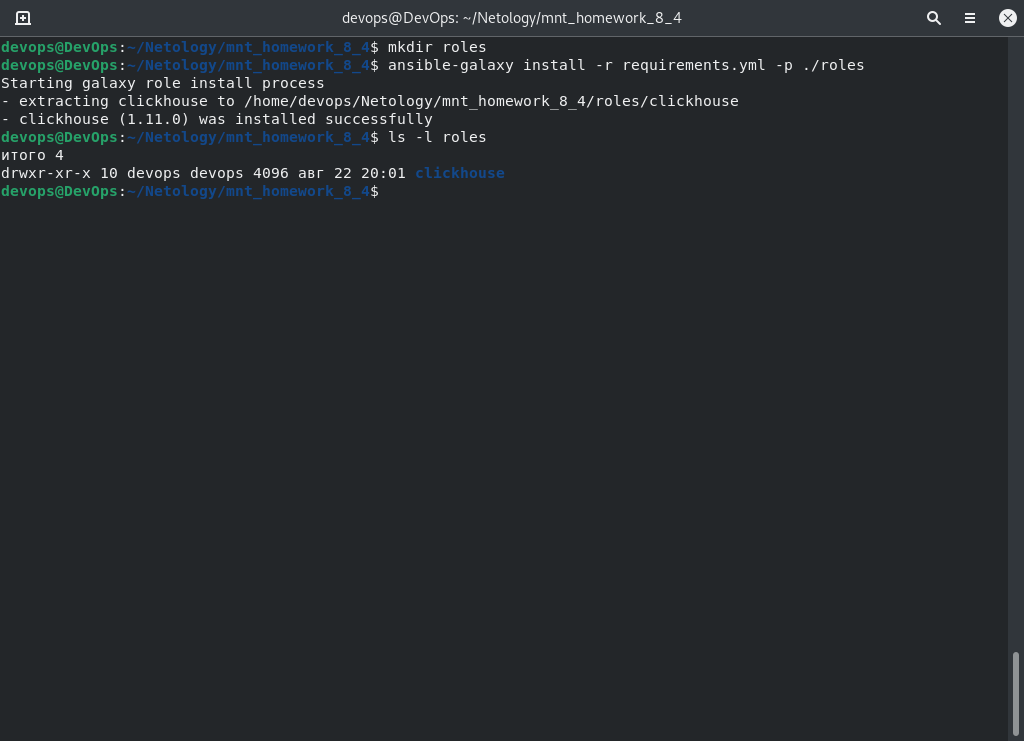 devops@DevOps: ~/Netology/mnt_homework_8_4
devops@DevOps:~/Netology/mnt_homework_8_4$ mkdir roles
devops@DevOps:~/Netology/mnt_homework_8_4$ ansible-galaxy install -r requirements.yml -p ./roles
Starting galaxy role install process
- extracting clickhouse to /home/devops/Netology/mnt_homework_8_4/roles/clickhouse
- clickhouse (1.11.0) was installed successfully
devops@DevOps:~/Netology/mnt_homework_8_4$ ls -l roles
итого 4
drwxr-xr-x 10 devops devops 4096 авг 22 20:01 clickhouse
devops@DevOps:~/Netology/mnt_homework_8_4$